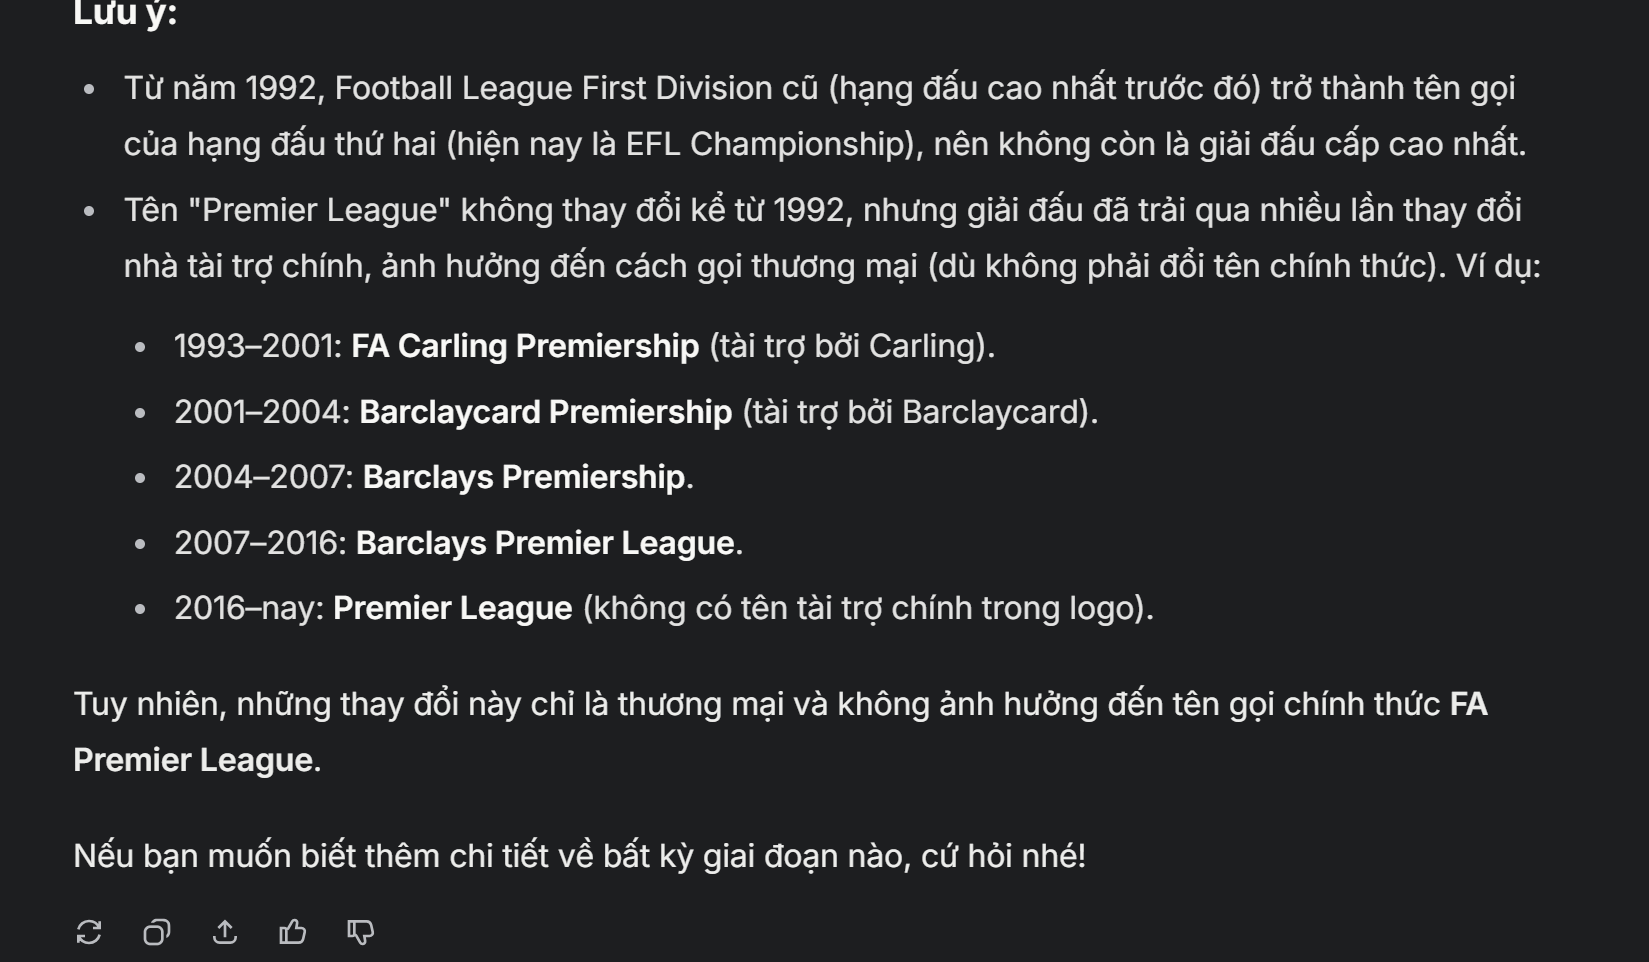 Lưu ý:
Từ năm 1992, Football League First Division cũ (hạng đấu cao nhất trước đó) trở thành tên gọi
của hạng đấu thứ hai (hiện nay là EFL Championship), nên không còn là giải đấu cấp cao nhất.
Tên "Premier League" không thay đổi kể từ 1992, nhưng giải đấu đã trải qua nhiều lần thay đổi
nhà tài trợ chính, ảnh hưởng đến cách gọi thương mại (dù không phải đổi tên chính thức). Ví dụ:
1993–2001: FA Carling Premiership (tài trợ bởi Carling).
2001–2004: Barclaycard Premiership (tài trợ bởi Barclaycard).
2004–2007: Barclays Premiership.
2007–2016: Barclays Premier League.
2016–nay: Premier League (không có tên tài trợ chính trong logo).
Tuy nhiên, những thay đổi này chỉ là thương mại và không ảnh hưởng đến tên gọi chính thức FA
Premier League.
Nếu bạn muốn biết thêm chi tiết về bất kỳ giai đoạn nào, cứ hỏi nhé!